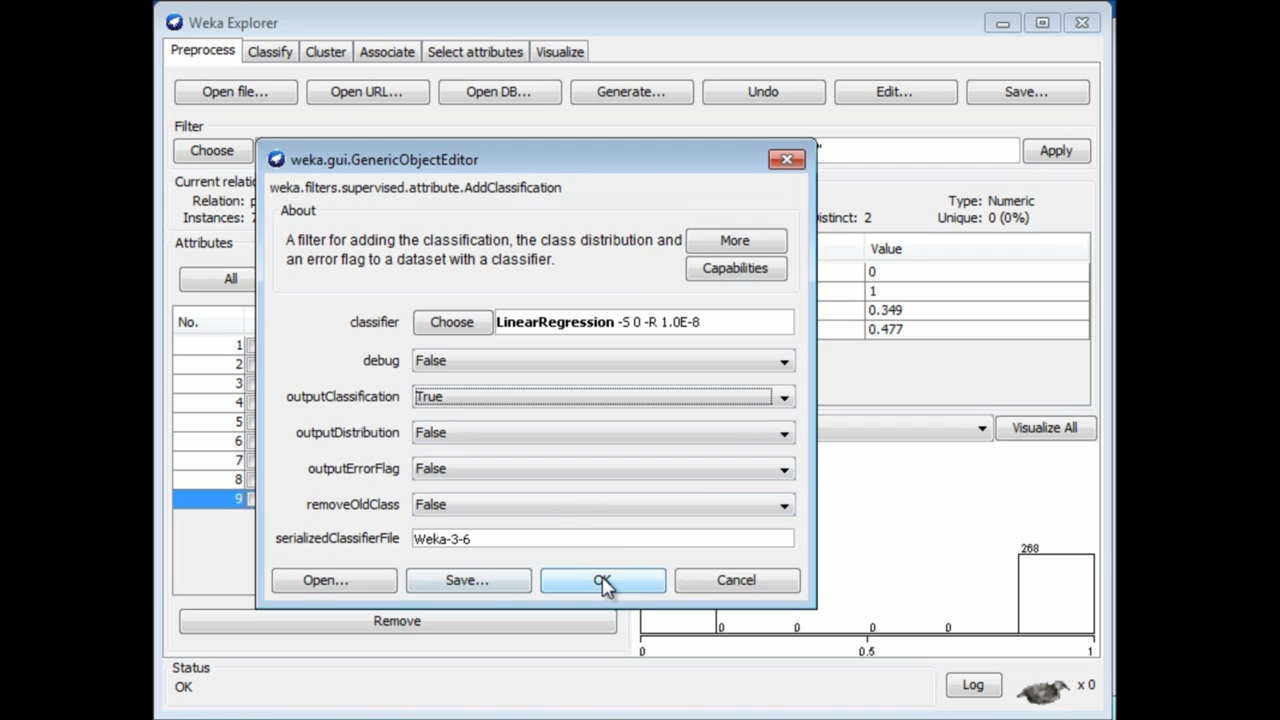 Weka Explorer
Preprocess Classify Cluster Associate Select attributes Visualize
Open file... Open URL... Open DB... Generate... Undo Edit... Save...
Filter
Choose " Apply
Current relati
Relation: p
Instances: 7
Attributes
All
No.
1
2
3
4
5
6
7
8
9
Remove
weka.gui.GenericObjectEditor
weka.filters.supervised.attribute.AddClassification
About
A filter for adding the classification, the class distribution and
an error flag to a dataset with a classifier.
More
Capabilities
classifier Choose LinearRegression -S 0 -R 1.0E-8
debug False
outputClassification True
outputDistribution False
outputErrorFlag False
removeOldClass False
serializedClassifierFile Weka-3-6
Open... Save... OK Cancel
Type: Numeric
istinct: 2 Unique: 0 (0%)
Value
0
1
0.349
0.477
Visualize All
268
0 0 0 0
0 0.5 1
Status
OK
Log x 0